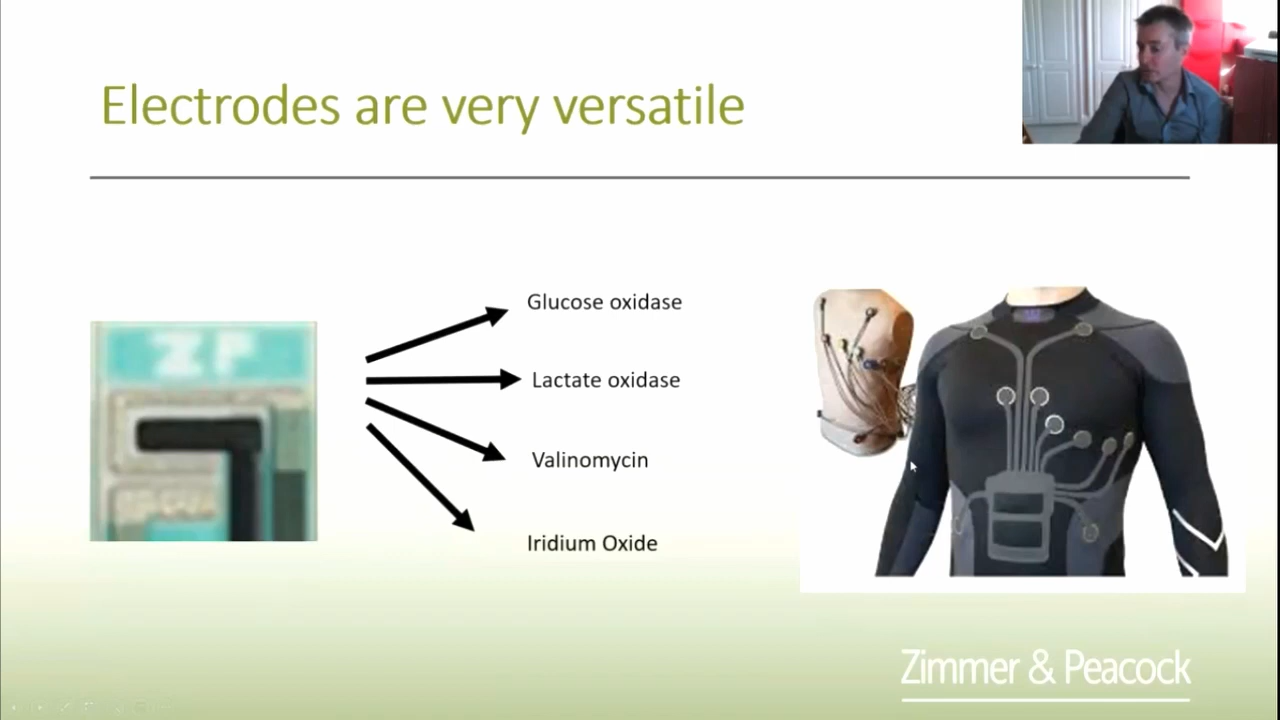 Electrodes are very versatile
ZP
Glucose oxidase
Lactate oxidase
Valinomycin
Iridium Oxide
Zimmer & Peacock